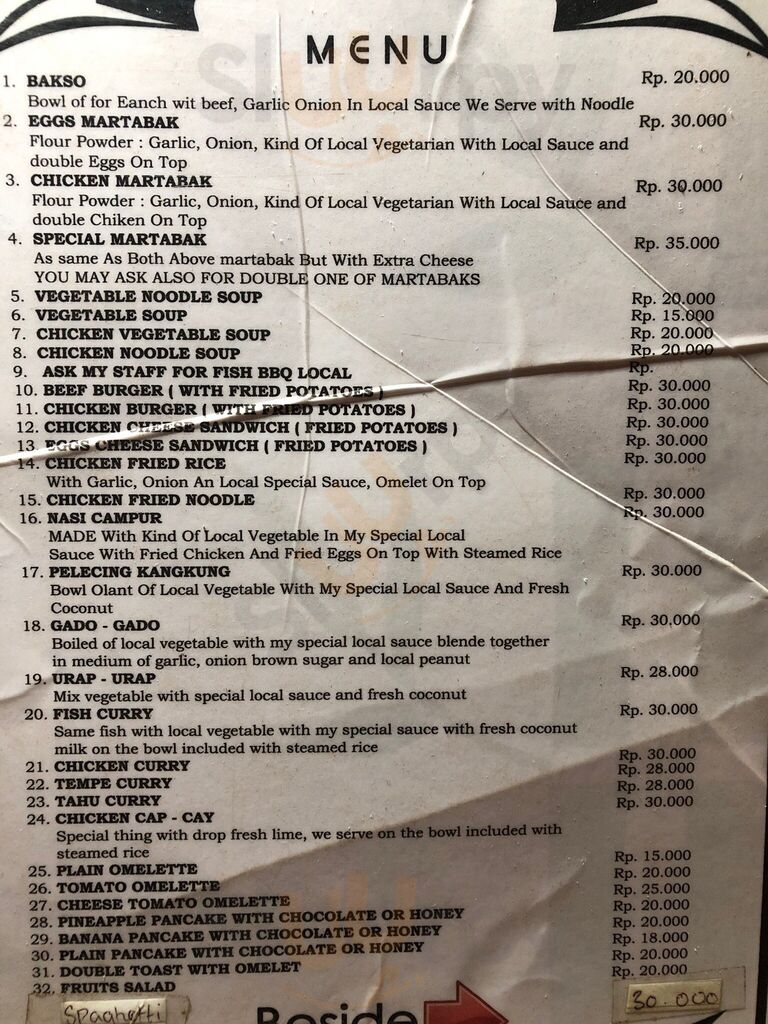 MENU
1. BAKSO Rp. 20.000
Bowl of for Eanch wit beef, Garlic Onion In Local Sauce We Serve with Noodle
2. EGGS MARTABAK Rp. 30.000
Flour Powder : Garlic, Onion, Kind Of Local Vegetarian With Local Sauce and
double Eggs On Top
3. CHICKEN MARTABAK Rp. 30.000
Flour Powder : Garlic, Onion, Kind Of Local Vegetarian With Local Sauce and
double Chiken On Top
4. SPECIAL MARTABAK Rp. 35.000
As same As Both Above martabak But With Extra Cheese
YOU MAY ASK ALSO FOR DOUBLE ONE OF MARTABAKS
5. VEGETABLE NOODLE SOUP Rp. 20.000
6. VEGETABLE SOUP Rp. 15.000
7. CHICKEN VEGETABLE SOUP Rp. 20.000
8. CHICKEN NOODLE SOUP Rp. 20.000
9. ASK MY STAFF FOR FISH BBQ LOCAL Rp.
10. BEEF BURGER ( WITH FRIED POTATOES ) Rp. 30.000
11. CHICKEN BURGER ( WITH FRIED POTATOES ) Rp. 30.000
12. CHICKEN CHEESE SANDWICH ( FRIED POTATOES ) Rp. 30.000
13. EGGS CHEESE SANDWICH ( FRIED POTATOES ) Rp. 30.000
14. CHICKEN FRIED RICE Rp. 30.000
With Garlic, Onion An Local Special Sauce, Omelet On Top
15. CHICKEN FRIED NOODLE Rp. 30.000
16. NASI CAMPUR Rp. 30.000
MADE With Kind Of Local Vegetable In My Special Local
Sauce With Fried Chicken And Fried Eggs On Top With Steamed Rice
17. PELECING KANGKUNG Rp. 30.000
Bowl Olant Of Local Vegetable With My Special Local Sauce And Fresh
Coconut
18. GADO - GADO Rp. 30,000
Boiled of local vegetable with my special local sauce blende together
in medium of garlic, onion brown sugar and local peanut
19. URAP - URAP Rp. 28.000
Mix vegetable with special local sauce and fresh coconut
20. FISH CURRY Rp. 30.000
Same fish with local vegetable with my special sauce with fresh coconut
milk on the bowl included with steamed rice
21. CHICKEN CURRY Rp. 30.000
22. TEMPE CURRY Rp. 28.000
23. TAHU CURRY Rp. 28.000
24. CHICKEN CAP - CAY Rp. 30.000
Special thing with drop fresh lime, we serve on the bowl included with
steamed rice
25. PLAIN OMELETTE Rp. 15.000
26. TOMATO OMELETTE Rp. 20.000
27. CHEESE TOMATO OMELETTE Rp. 25.000
28. PINEAPPLE PANCAKE WITH CHOCOLATE OR HONEY Rp. 20.000
29. BANANA PANCAKE WITH CHOCOLATE OR HONEY Rp. 20.000
30. PLAIN PANCAKE WITH CHOCOLATE OR HONEY Rp. 18.000
31. DOUBLE TOAST WITH OMELET Rp. 20.000
32. FRUITS SALAD Rp. 20.000
Spaghetti 30.000
Beside